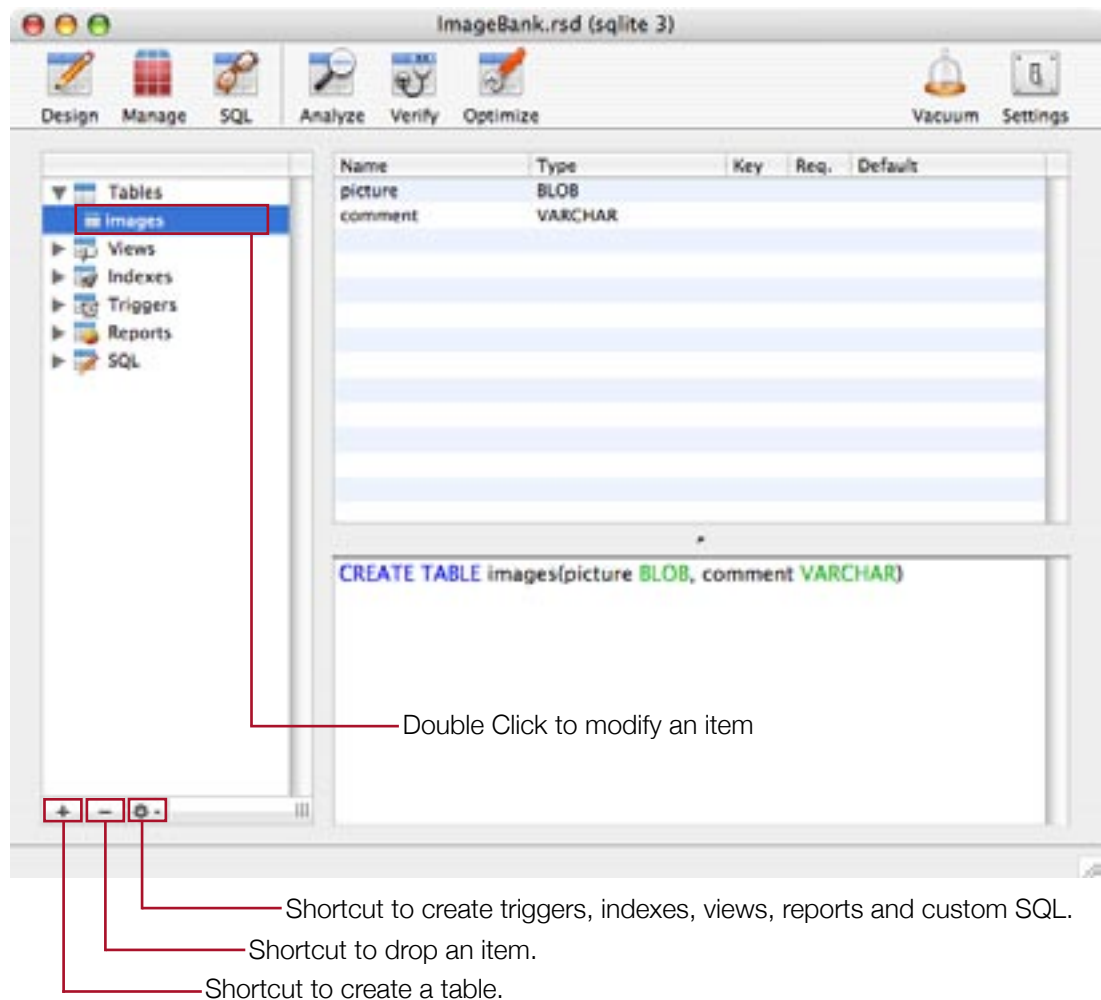 ImageBank.rsd (sqlite 3)
Design Manage SQL Analyze Verify Optimize Vacuum Settings
Name Type Key Req. Default
Tables
images
Views
Indexes
Triggers
Reports
SQL
picture BLOB
comment VARCHAR
CREATE TABLE images(picture BLOB, comment VARCHAR)
Double Click to modify an item
Shortcut to create triggers, indexes, views, reports and custom SQL.
Shortcut to drop an item.
Shortcut to create a table.